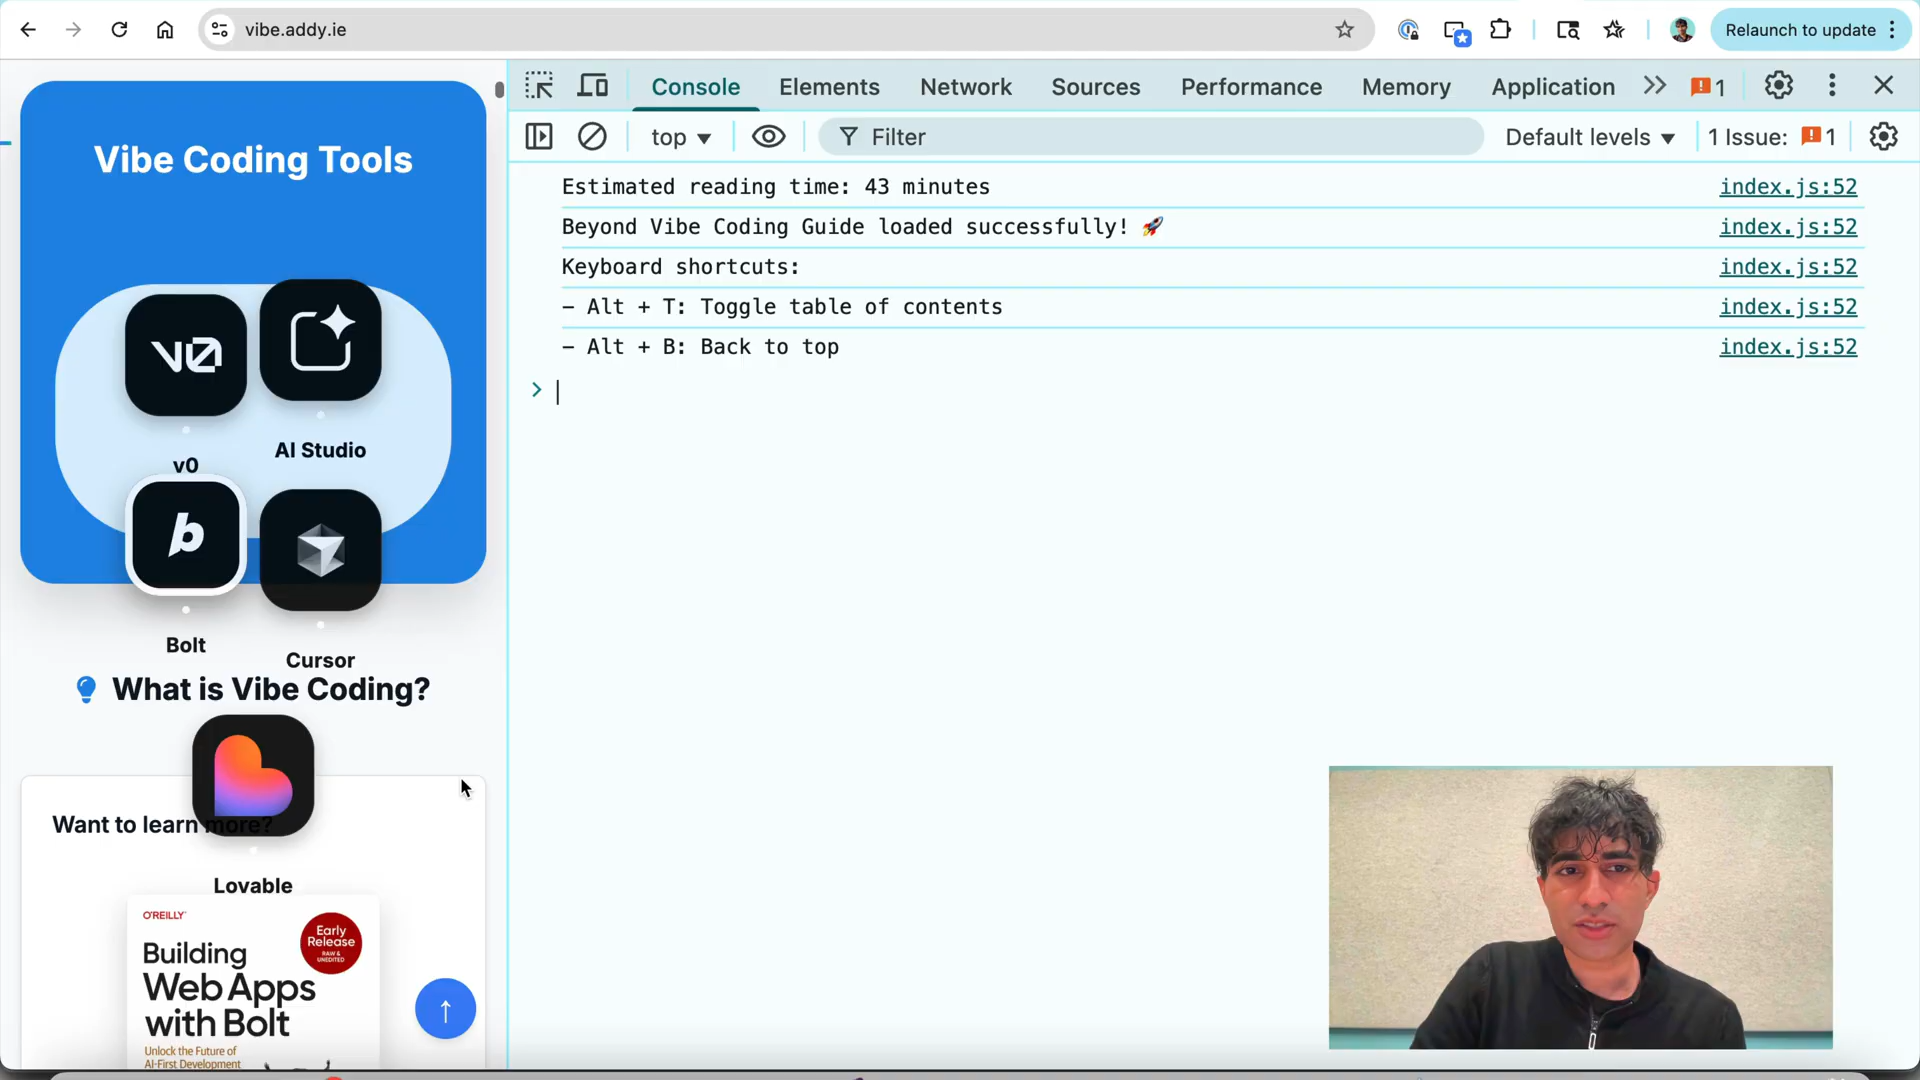 vibe.addy.ie
Relaunch to update
Vibe Coding Tools
v0
AI Studio
v0
b
Bolt
Cursor
What is Vibe Coding?
Want to learn more?
Lovable
O'REILLY
Early
Release
RAW &
UNEDITED
Building
Web Apps
with Bolt
Unlock the Future of
AI-First Development
↑
Console Elements Network Sources Performance Memory Application 1
top Filter Default levels 1 Issue: 1
Estimated reading time: 43 minutes index.js:52
Beyond Vibe Coding Guide loaded successfully! 🚀 index.js:52
Keyboard shortcuts: index.js:52
– Alt + T: Toggle table of contents index.js:52
– Alt + B: Back to top index.js:52
>